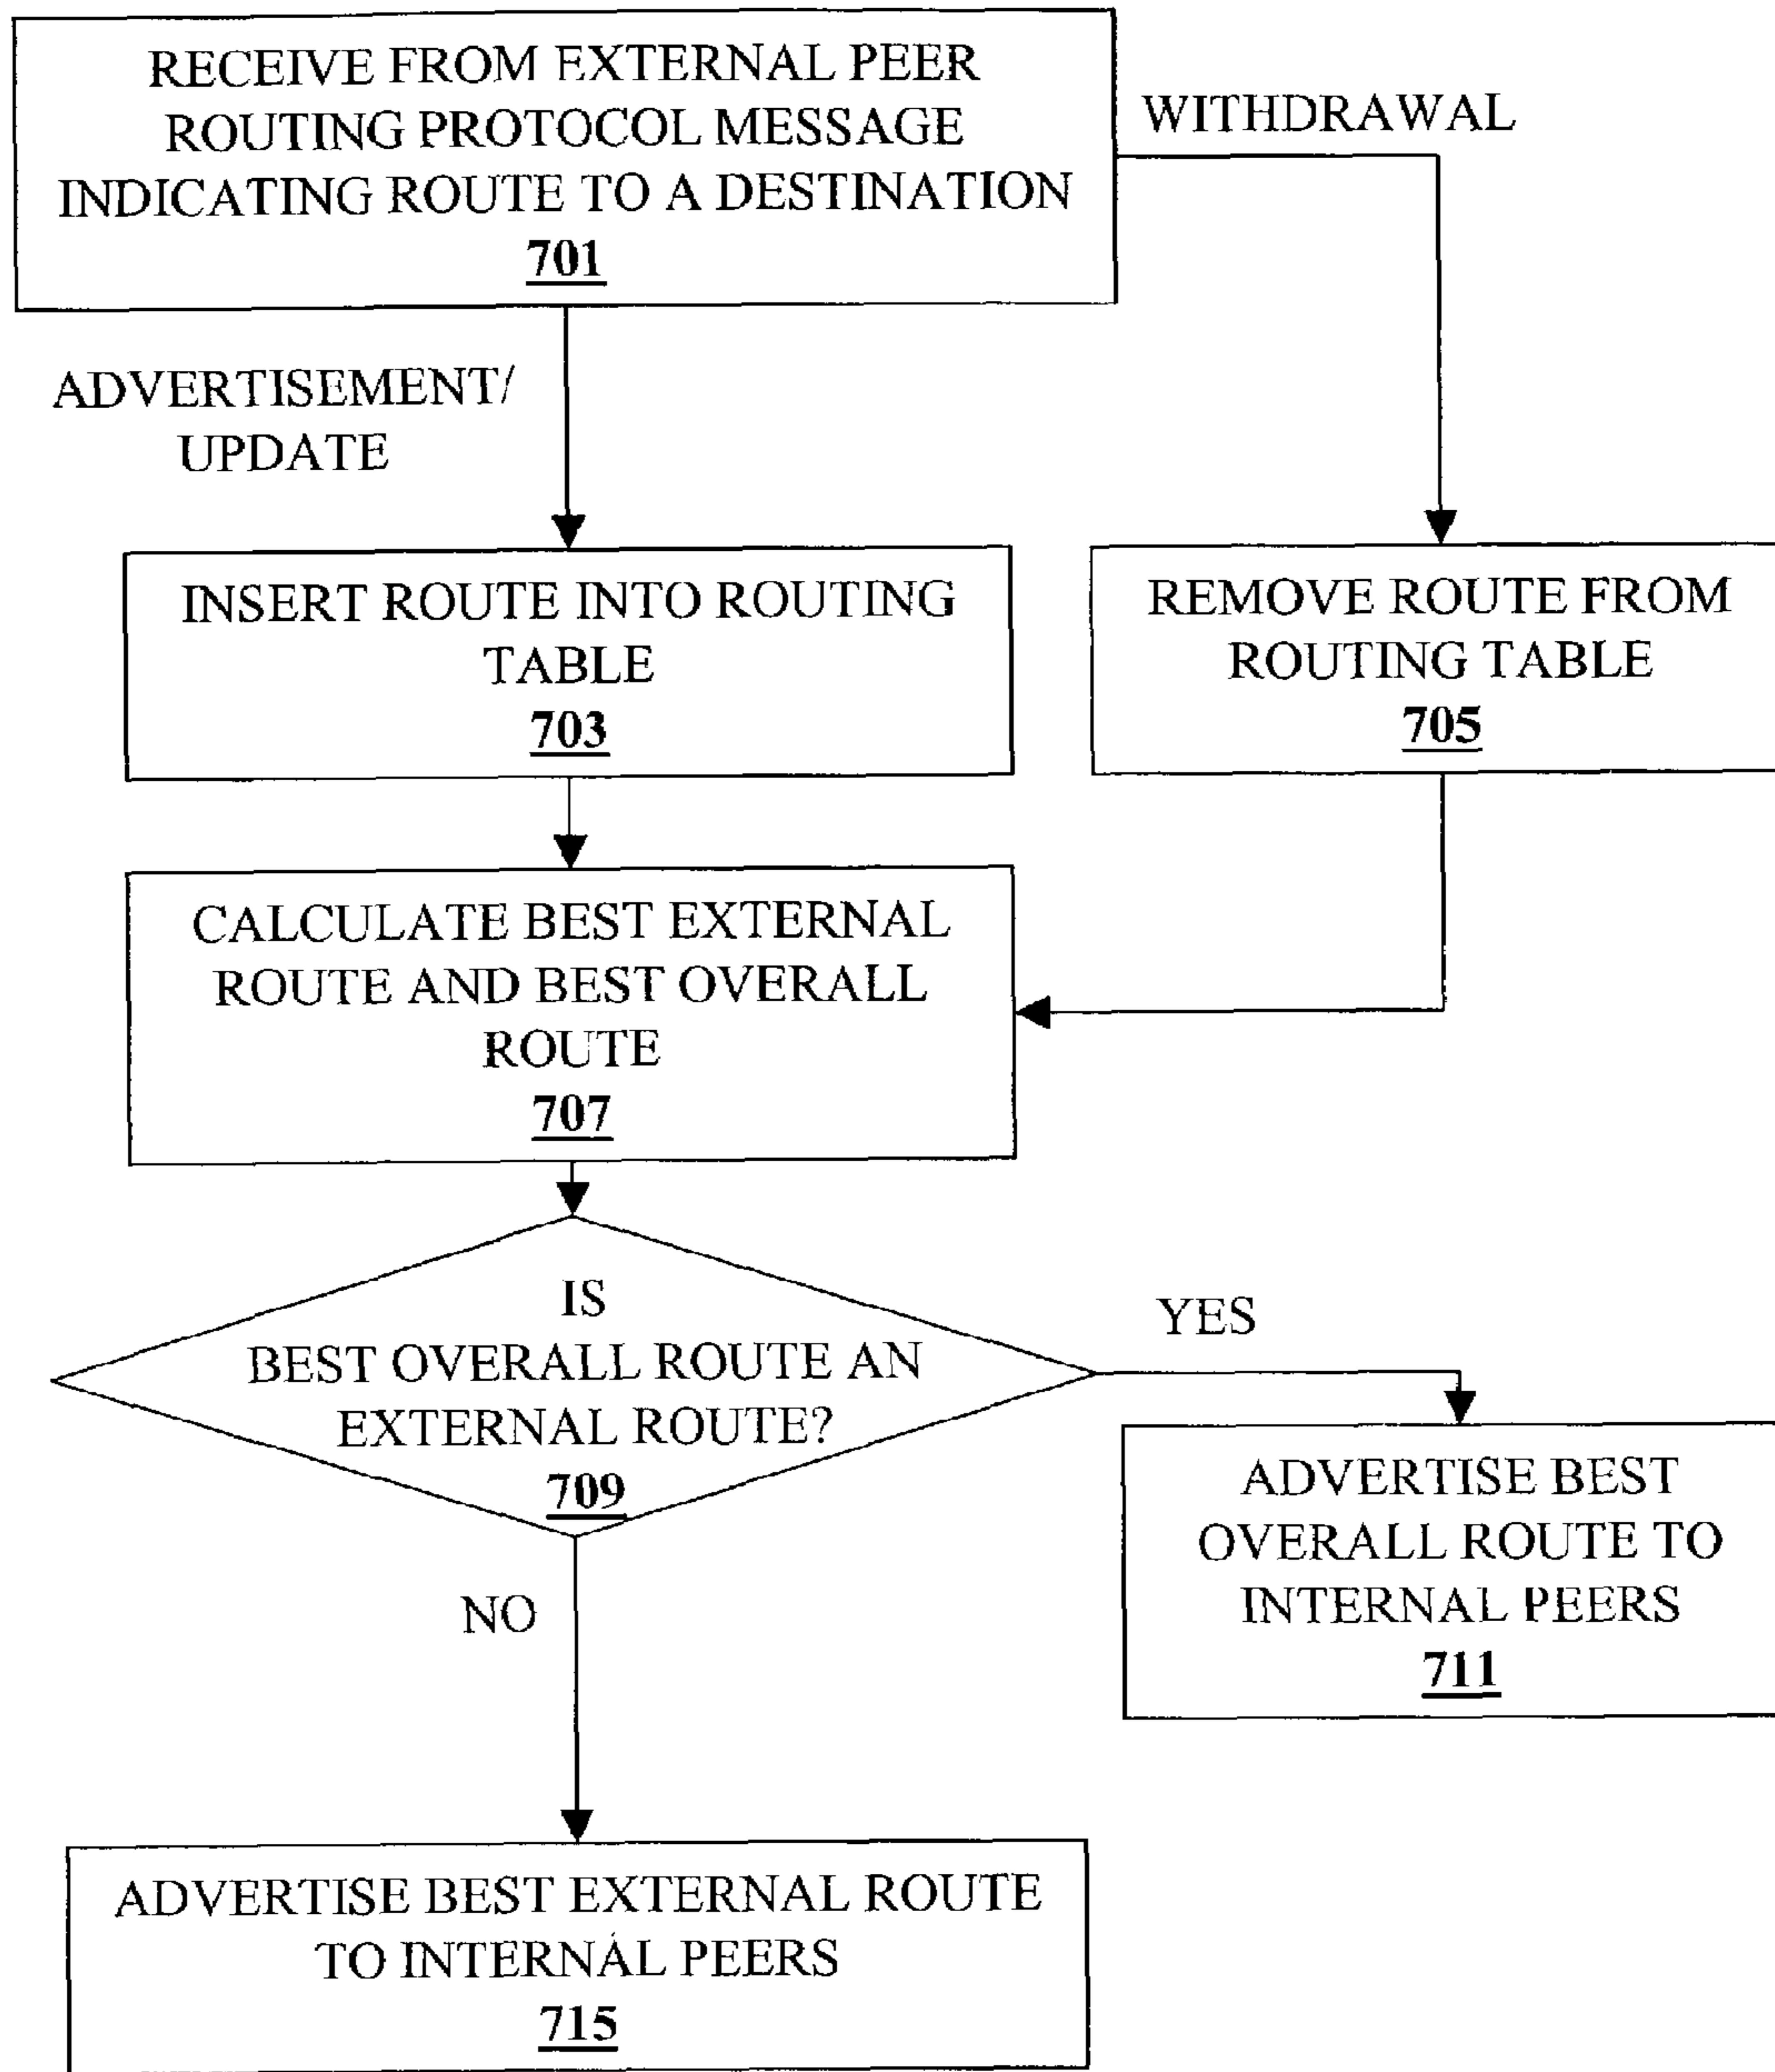 RECEIVE FROM EXTERNAL PEER
ROUTING PROTOCOL MESSAGE
INDICATING ROUTE TO A DESTINATION
701
WITHDRAWAL
ADVERTISEMENT/
UPDATE
INSERT ROUTE INTO ROUTING
TABLE
703
REMOVE ROUTE FROM
ROUTING TABLE
705
CALCULATE BEST EXTERNAL
ROUTE AND BEST OVERALL
ROUTE
707
IS
BEST OVERALL ROUTE AN
EXTERNAL ROUTE?
709
YES
ADVERTISE BEST
OVERALL ROUTE TO
INTERNAL PEERS
711
NO
ADVERTISE BEST EXTERNAL ROUTE
TO INTERNAL PEERS
715